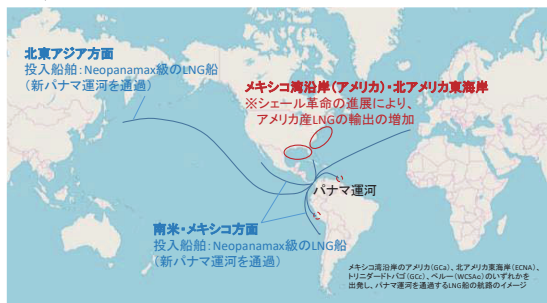 北東アジア方面
投入船舶：Neopanamax級のLNG船
（新パナマ運河を通過）
メキシコ湾沿岸（アメリカ）・北アメリカ東海岸
※シェール革命の進展により、
アメリカ産LNGの輸出の増加
パナマ運河
南米・メキシコ方面
投入船舶：Neopanamax級のLNG船
（新パナマ運河を通過）
メキシコ湾沿岸のアメリカ（GCa）、北アメリカ東海岸（ECNA）、
トリニダードトバゴ（GCc）、ペルー（WCSAo）のいずれかを
出発し、パナマ運河を通過するLNG船の航路のイメージ